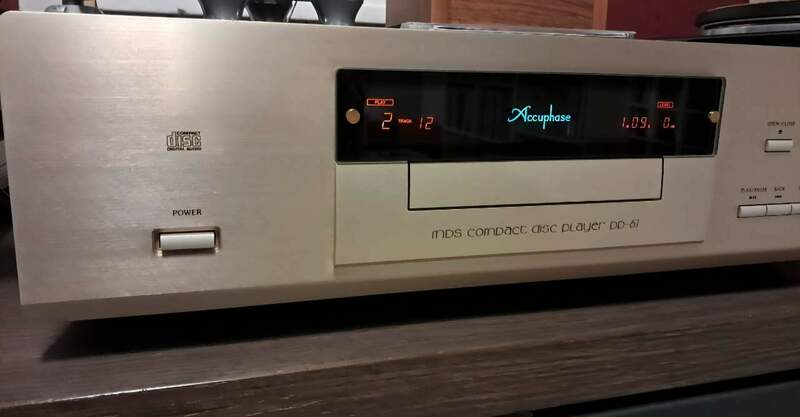 COMPACT
disc
DIGITAL AUDIO
POWER
PLAY
2 TRACK 12
Accuphase
LEVEL
1.09. 0 dB
MDS COMPACT DISC PLAYER DP-67
OPEN/CLOSE
PLAY/PAUSE BACK